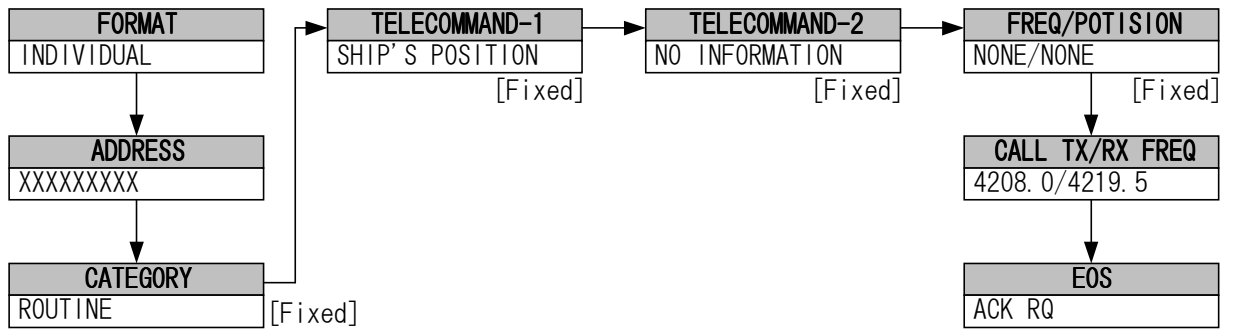 FORMAT
INDIVIDUAL
ADDRESS
XXXXXXXXX
CATEGORY
ROUTINE
[Fixed]
TELECOMMAND-1
SHIP'S POSITION
[Fixed]
TELECOMMAND-2
NO INFORMATION
[Fixed]
FREQ/POTISION
NONE/NONE
[Fixed]
CALL TX/RX FREQ
4208.0/4219.5
EOS
ACK RQ